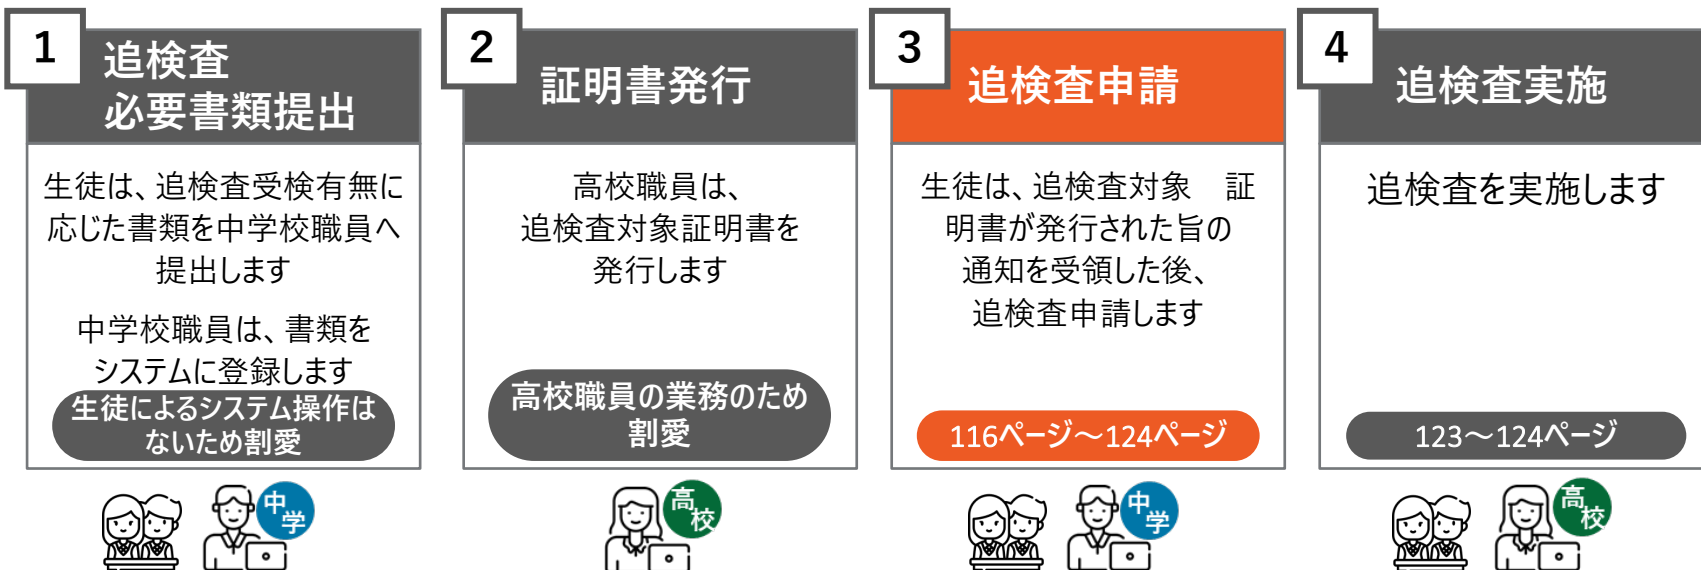 1
追検査
必要書類提出
生徒は、追検査受検有無に
応じた書類を中学校職員へ
提出します
中学校職員は、書類を
システムに登録します
生徒によるシステム操作は
ないため割愛
中
学
2
証明書発行
高校職員は、
追検査対象証明書を
発行します
高校職員の業務のため
割愛
高
校
3
追検査申請
生徒は、追検査対象　証
明書が発行された旨の
通知を受領した後、
追検査申請します
116ページ～124ページ
中
学
4
追検査実施
追検査を実施します
123～124ページ
高
校